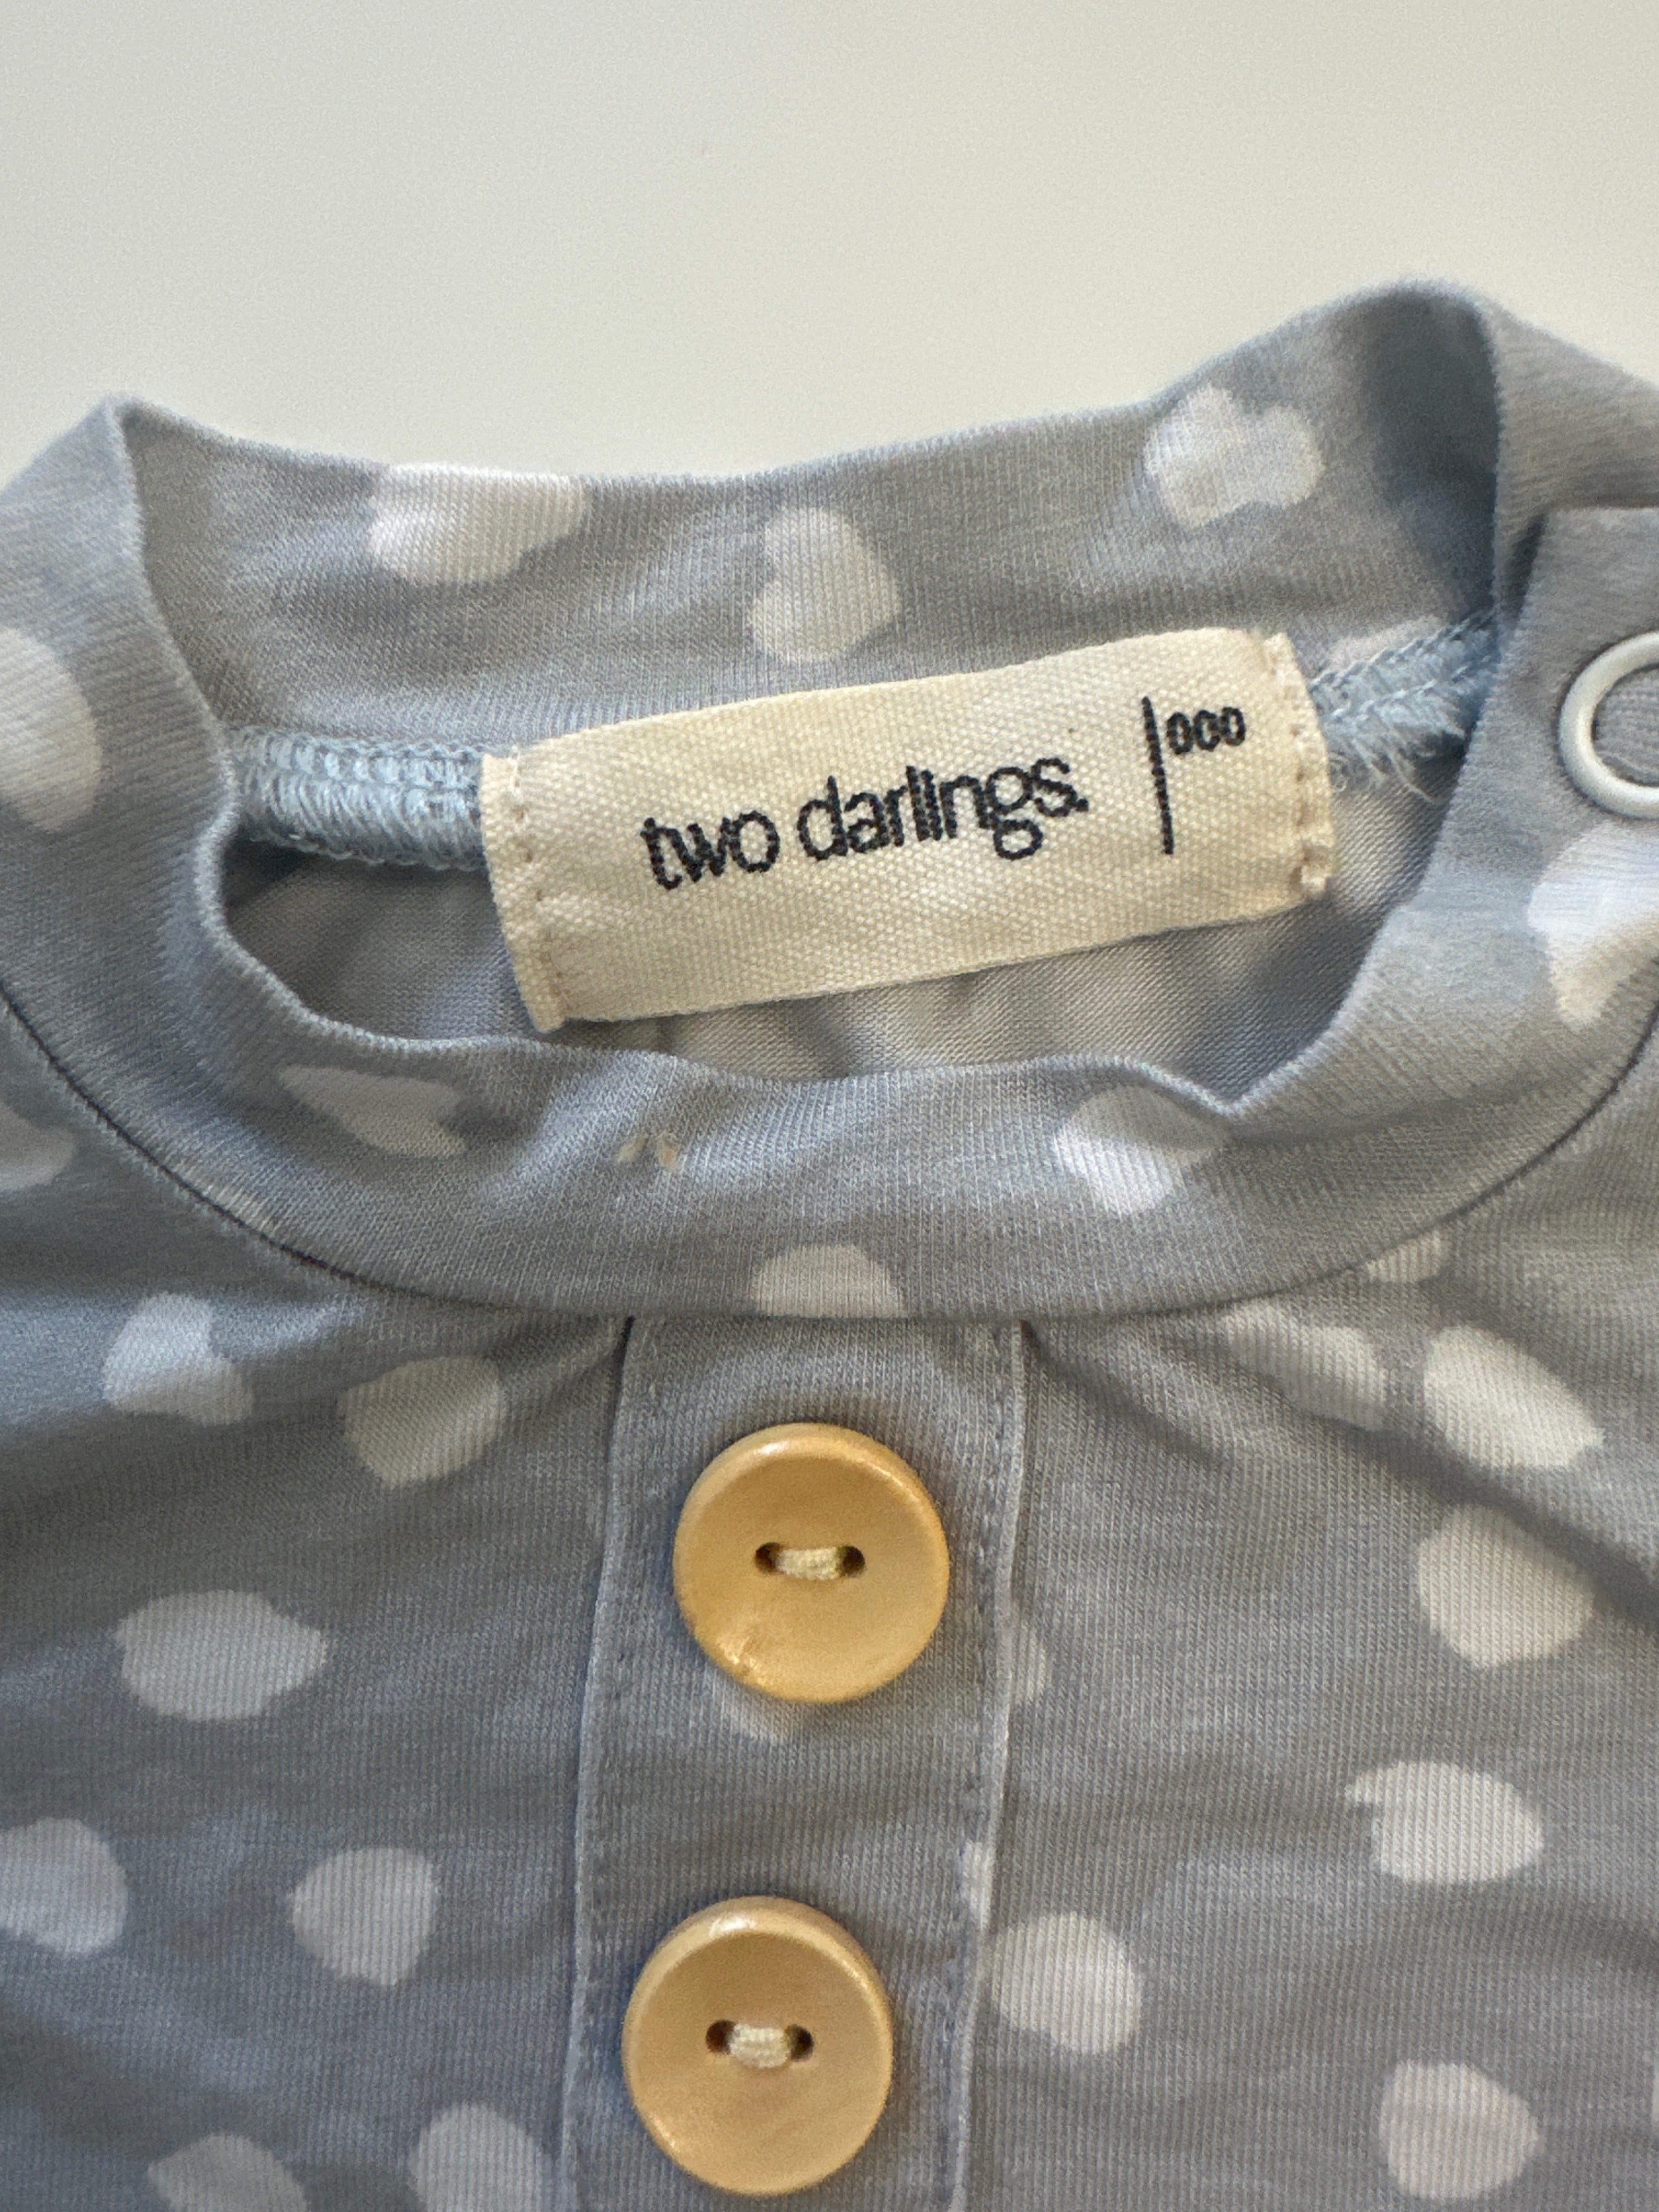 two darlings. | 000